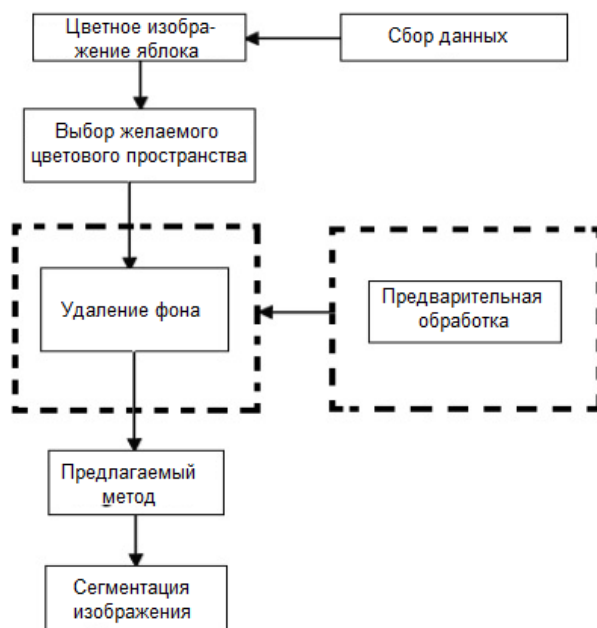 Цветное изобра-
жение яблока
Сбор данных
Выбор желаемого
цветового пространства
Удаление фона
Предварительная
обработка
Предлагаемый
метод
Сегментация
изображения